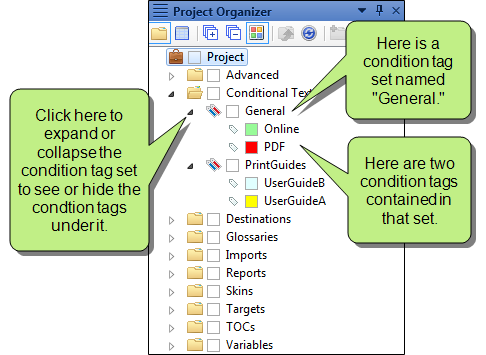 Project Organizer
Project
Advanced
Conditional Tex
General
Online
PDF
PrintGuides
UserGuideB
UserGuideA
Destinations
Glossaries
Imports
Reports
Skins
Targets
TOCs
Variables
Click here to
expand or
collapse the
condition tag set
to see or hide the
condtion tags
under it.
Here is a
condition tag
set named
"General."
Here are two
condition tags
contained in
that set.